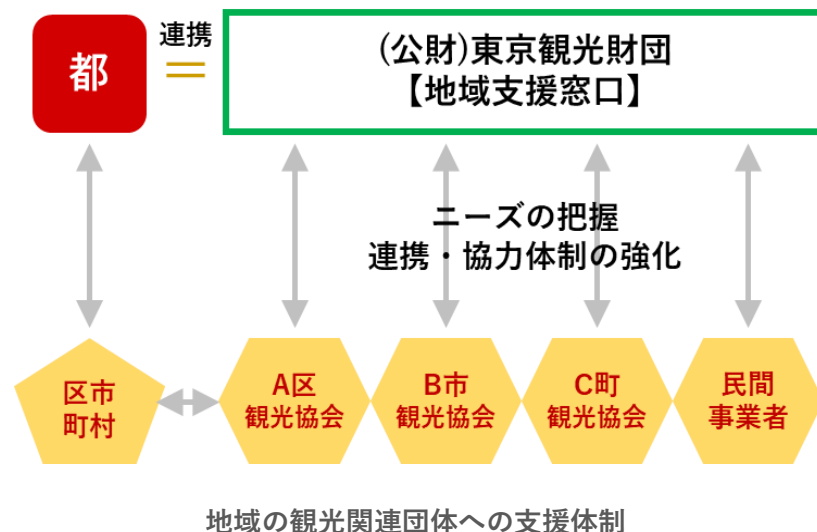 都
連携
(公財)東京観光財団
【地域支援窓口】
ニーズの把握
連携・協力体制の強化
区市
町村
A区
観光協会
B市
観光協会
C町
観光協会
民間
事業者
地域の観光関連団体への支援体制